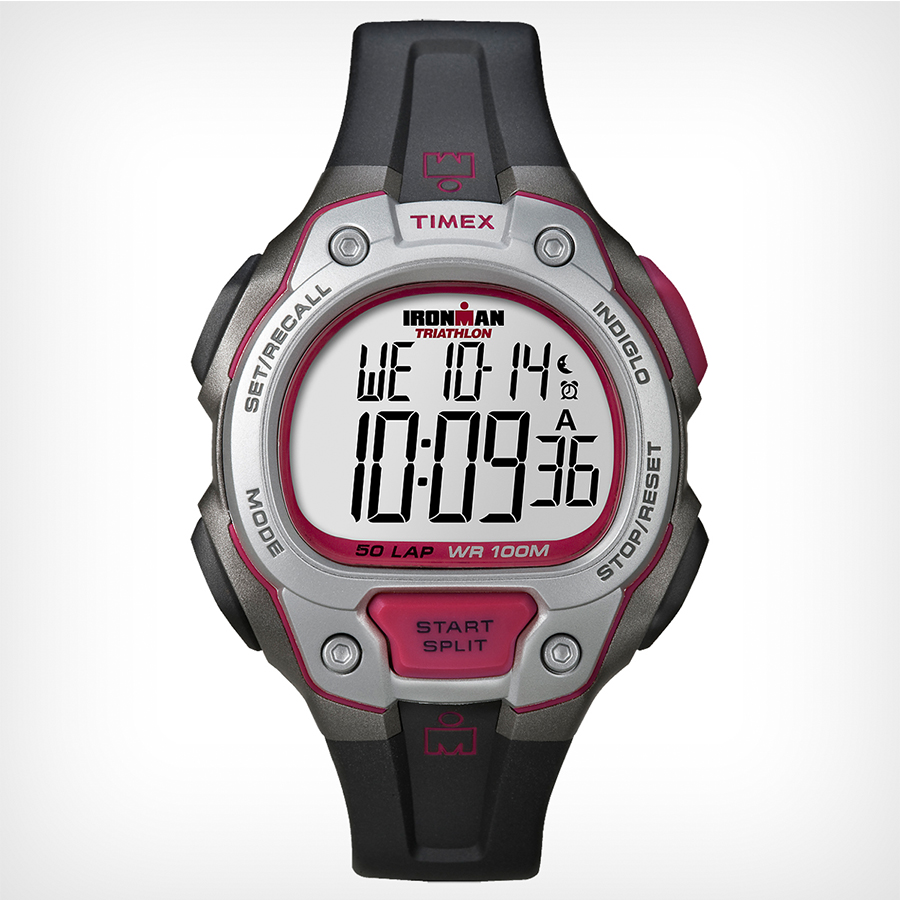 TIMEX
SET/RECALL
INDIGLO
IRONMAN
TRIATHLON
WE 10-14
A
10:09 36
MODE
STOP/RESET
50 LAP WR 100M
START
SPLIT